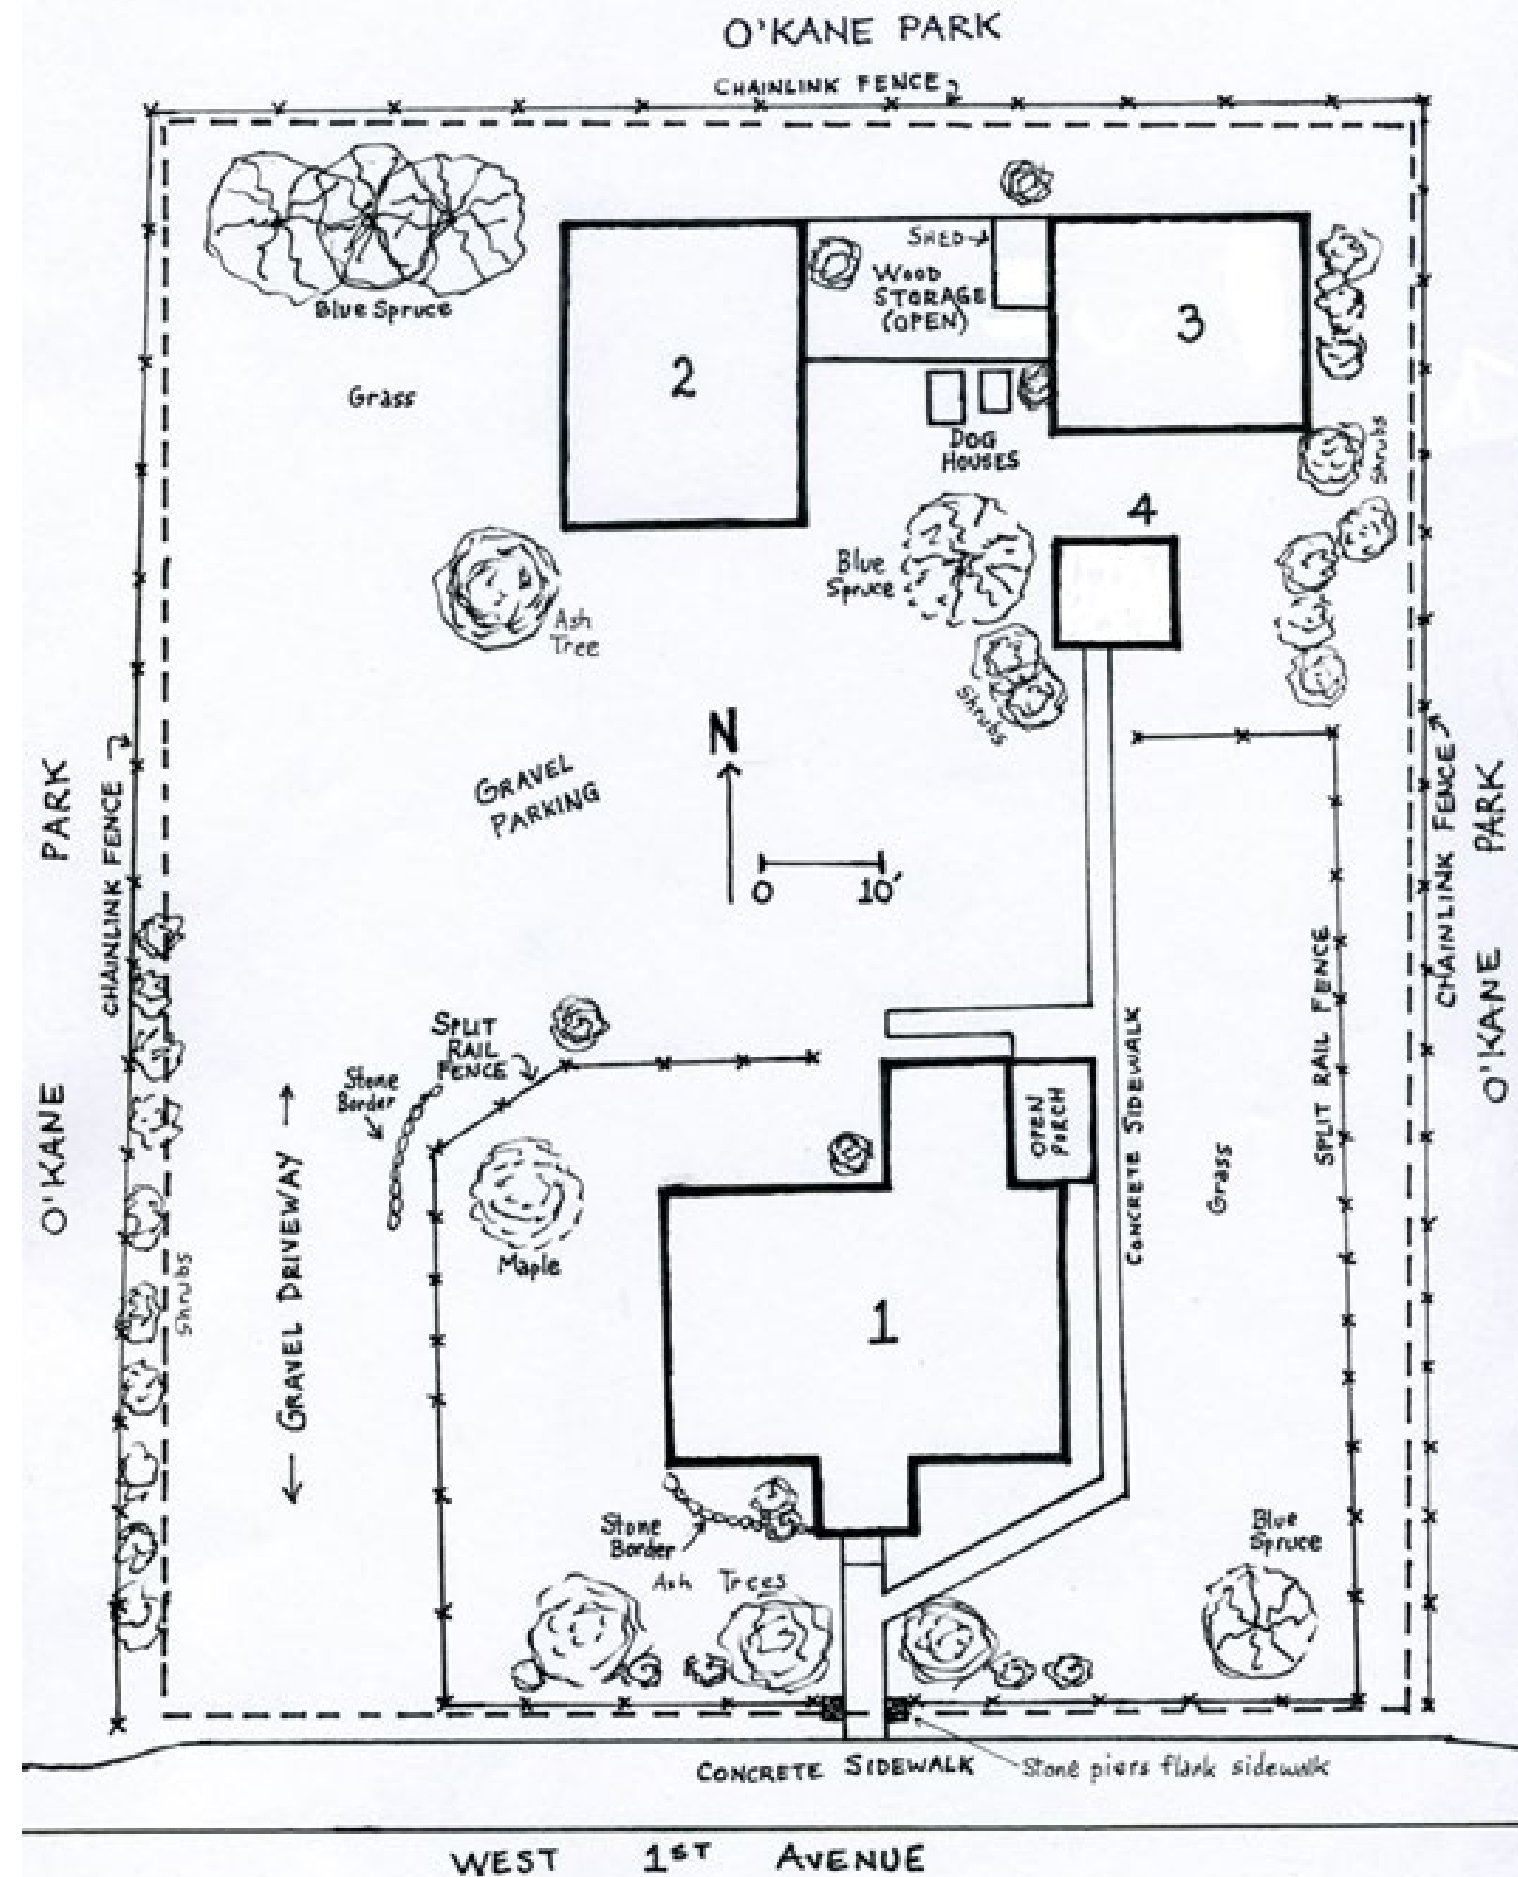 O'KANE PARK
CHAINLINK FENCE
SHED
WOOD
STORAGE
(OPEN)
Blue Spruce
2
3
Grass
DOG
HOUSES
Shrubs
4
Blue
Spruce
Ash
Tree
Shrubs
N
GRAVEL
PARKING
0 10'
CHAINLINK FENCE
O'KANE PARK
CHAINLINK FENCE
O'KANE PARK
SPLIT
RAIL
FENCE
Stone
Border
OPEN
PORCH
CONCRETE SIDEWALK
SPLIT RAIL FENCE
Grass
GRAVEL DRIVEWAY
Maple
Shrubs
1
Stone
Border
Ash Trees
Blue
Spruce
CONCRETE SIDEWALK
Stone piers flank sidewalk
WEST 1ST AVENUE